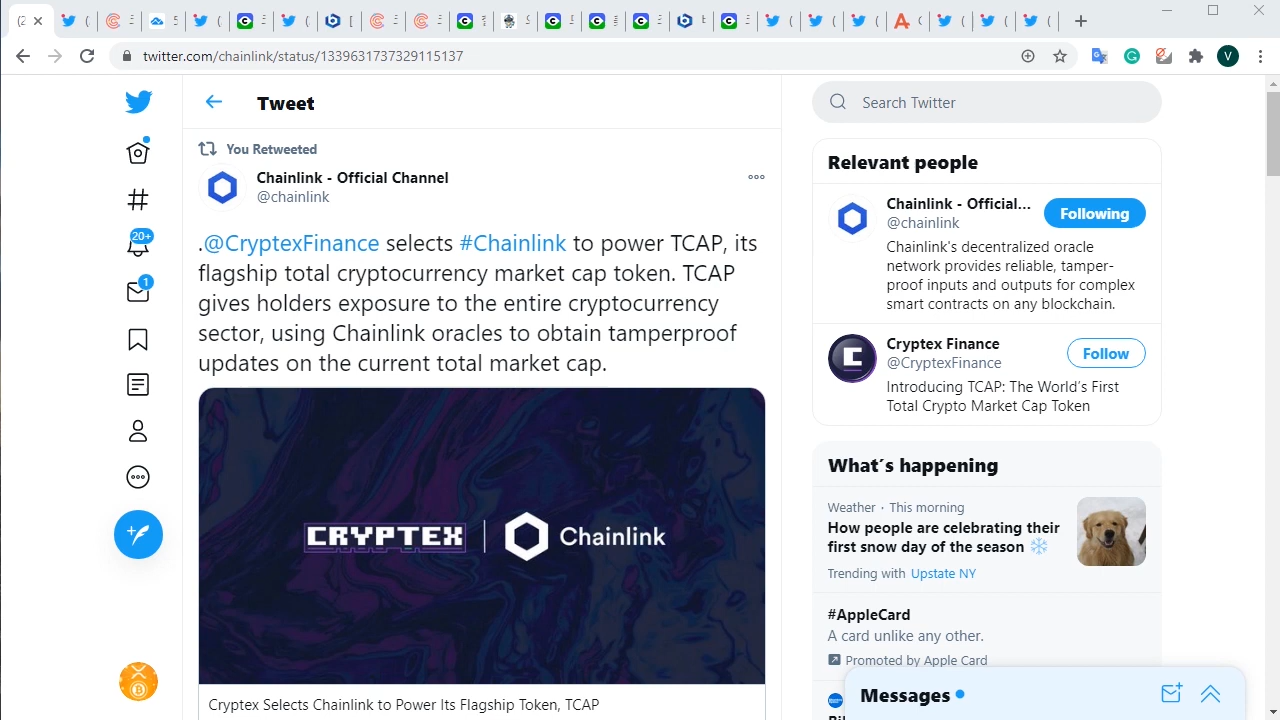 (2
twitter.com/chainlink/status/1339631737329115137
V
Tweet
Search Twitter
You Retweeted
Chainlink - Official Channel
@chainlink
.@CryptexFinance selects #Chainlink to power TCAP, its
flagship total cryptocurrency market cap token. TCAP
gives holders exposure to the entire cryptocurrency
sector, using Chainlink oracles to obtain tamperproof
updates on the current total market cap.
CRYPTEX | Chainlink
Cryptex Selects Chainlink to Power Its Flagship Token, TCAP
20+
1
Relevant people
Chainlink - Official...
@chainlink
Following
Chainlink's decentralized oracle
network provides reliable, tamper-
proof inputs and outputs for complex
smart contracts on any blockchain.
Cryptex Finance
@CryptexFinance
Follow
Introducing TCAP: The World's First
Total Crypto Market Cap Token
What's happening
Weather · This morning
How people are celebrating their
first snow day of the season ❄️
Trending with Upstate NY
#AppleCard
A card unlike any other.
Promoted by Apple Card
Messages